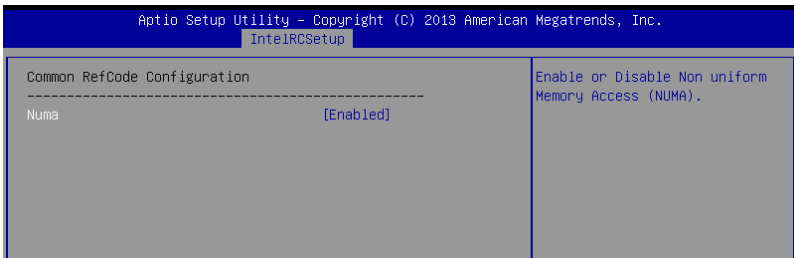 Aptio Setup Utility – Copyright (C) 2013 American Megatrends, Inc.
IntelRCSetup
Common RefCode Configuration
--------------------------------------------------
Numa [Enabled]
Enable or Disable Non uniform
Memory Access (NUMA).